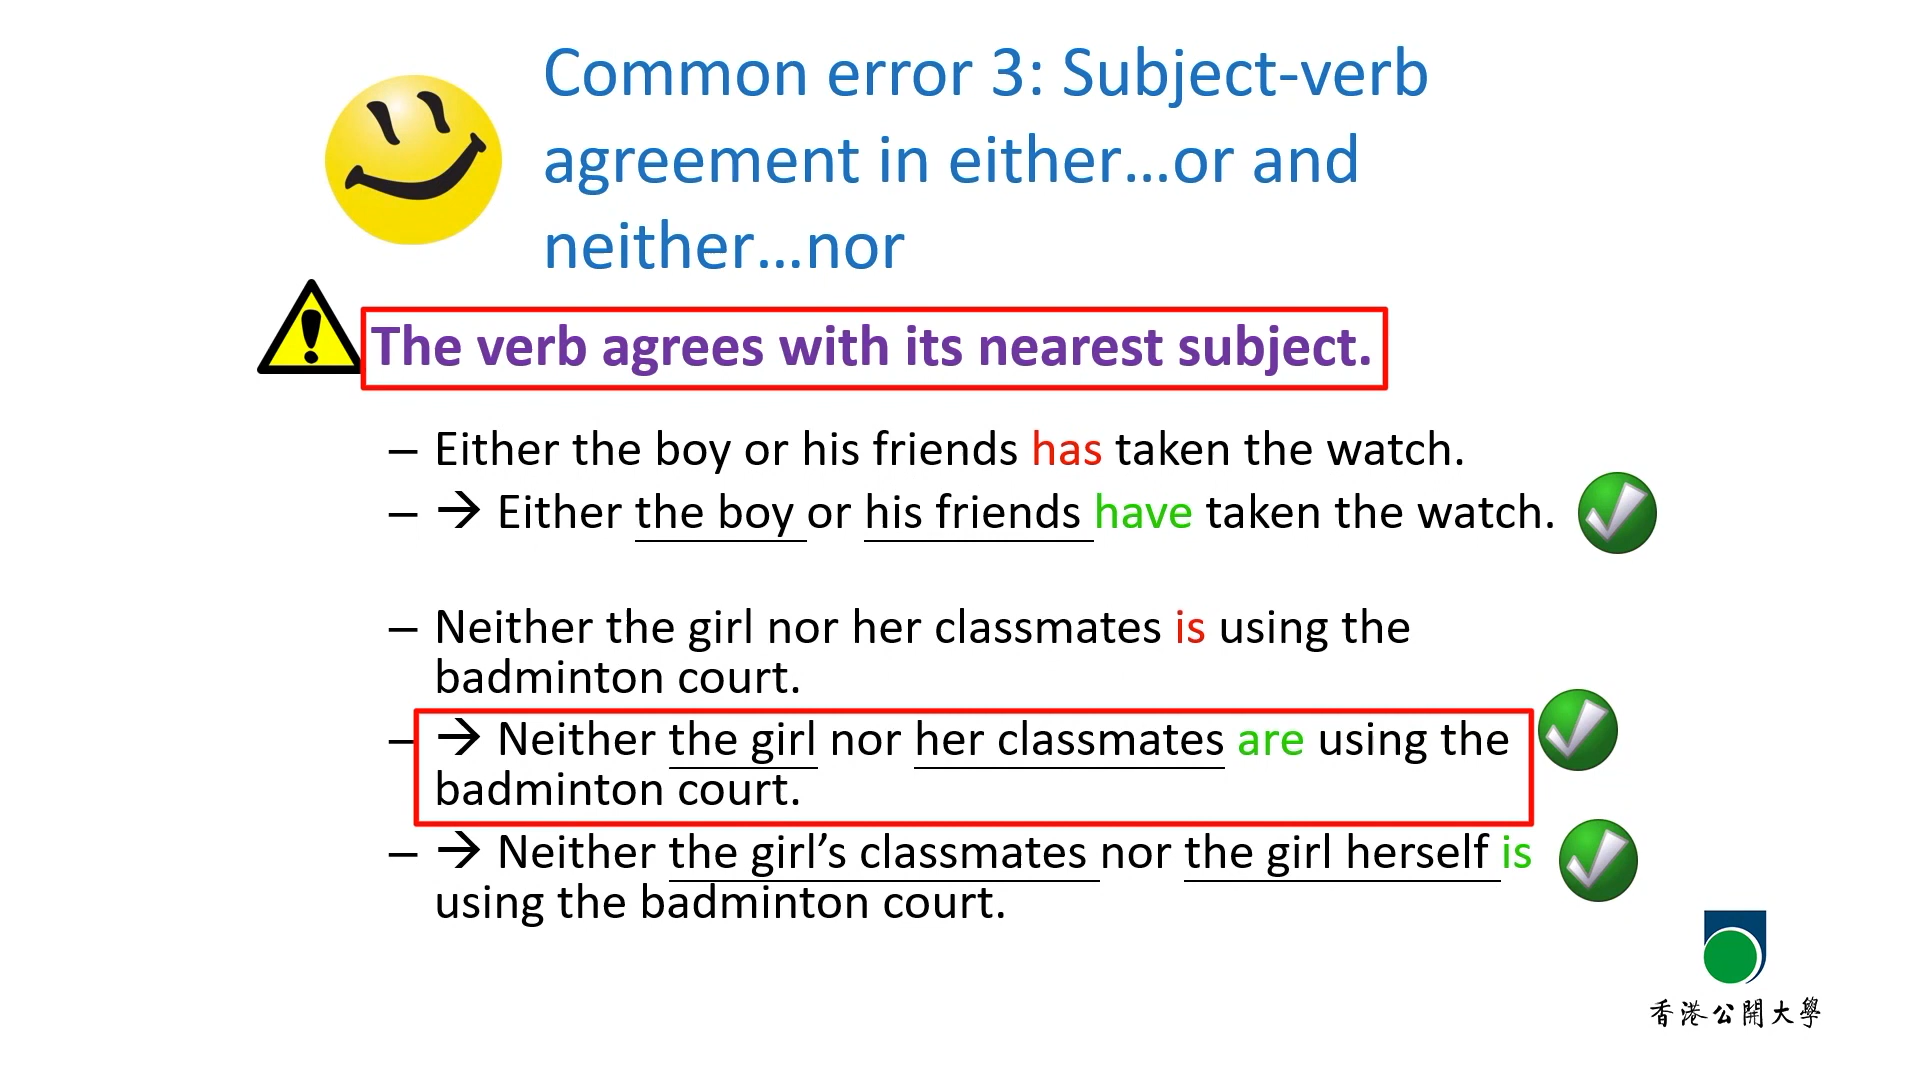 Common error 3: Subject-verb
agreement in either…or and
neither…nor
The verb agrees with its nearest subject.
– Either the boy or his friends has taken the watch.
– → Either the boy or his friends have taken the watch.
– Neither the girl nor her classmates is using the
badminton court.
– → Neither the girl nor her classmates are using the
badminton court.
– → Neither the girl’s classmates nor the girl herself is
using the badminton court.
香港公開大學